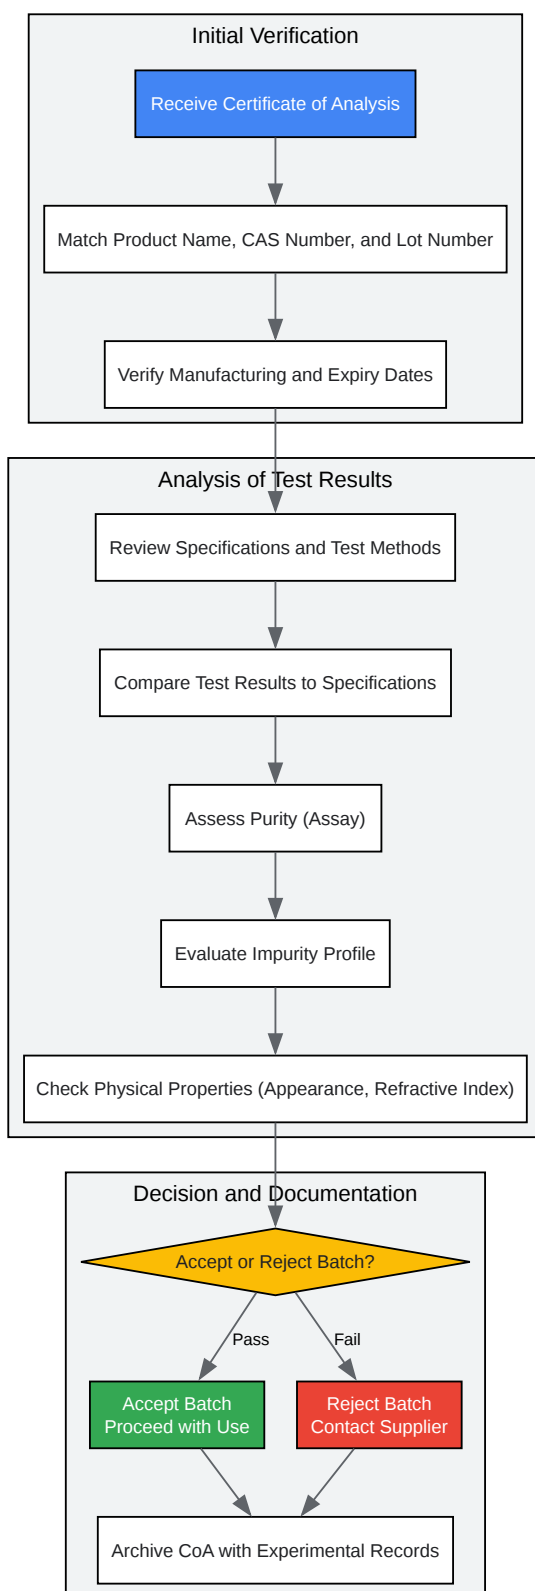 Initial Verification
Receive Certificate of Analysis
Match Product Name, CAS Number, and Lot Number
Verify Manufacturing and Expiry Dates
Analysis of Test Results
Review Specifications and Test Methods
Compare Test Results to Specifications
Assess Purity (Assay)
Evaluate Impurity Profile
Check Physical Properties (Appearance, Refractive Index)
Decision and Documentation
Accept or Reject Batch?
Pass
Fail
Accept Batch
Proceed with Use
Reject Batch
Contact Supplier
Archive CoA with Experimental Records